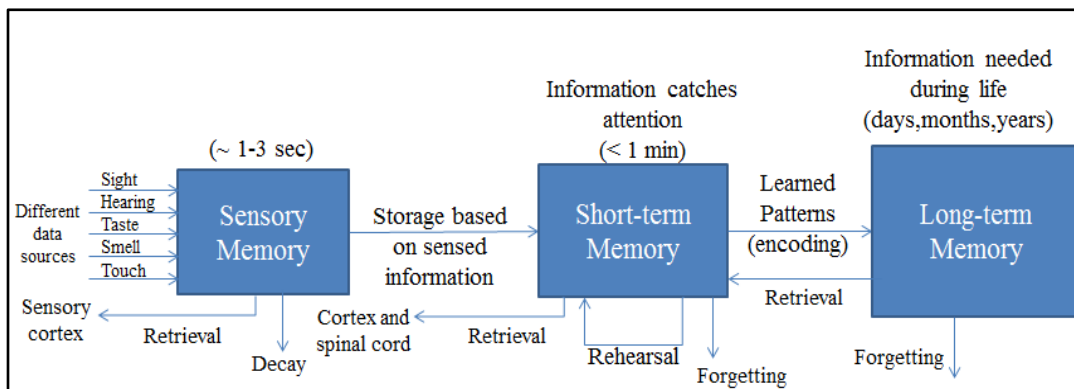 Information needed
during life
(days,months,years)
Information catches
attention
(< 1 min)
(~ 1-3 sec)
Different
data
sources
Sight
Hearing
Taste
Smell
Touch
Sensory
Memory
Storage based
on sensed
information
Short-term
Memory
Learned
Patterns
(encoding)
Long-term
Memory
Sensory
cortex
Retrieval
Decay
Cortex and
spinal cord
Retrieval
Rehearsal
Forgetting
Retrieval
Forgetting